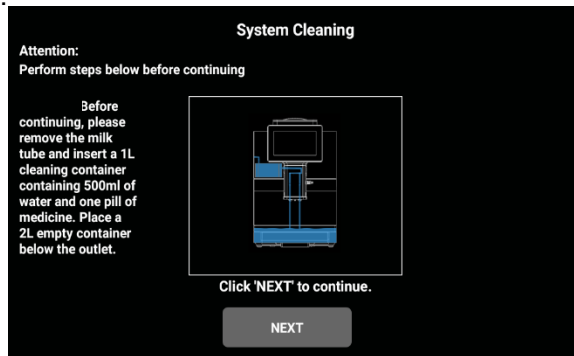 System Cleaning
Attention:
Perform steps below before continuing
Before
continuing, please
remove the milk
tube and insert a 1L
cleaning container
containing 500ml of
water and one pill of
medicine. Place a
2L empty container
below the outlet.
Click 'NEXT' to continue.
NEXT